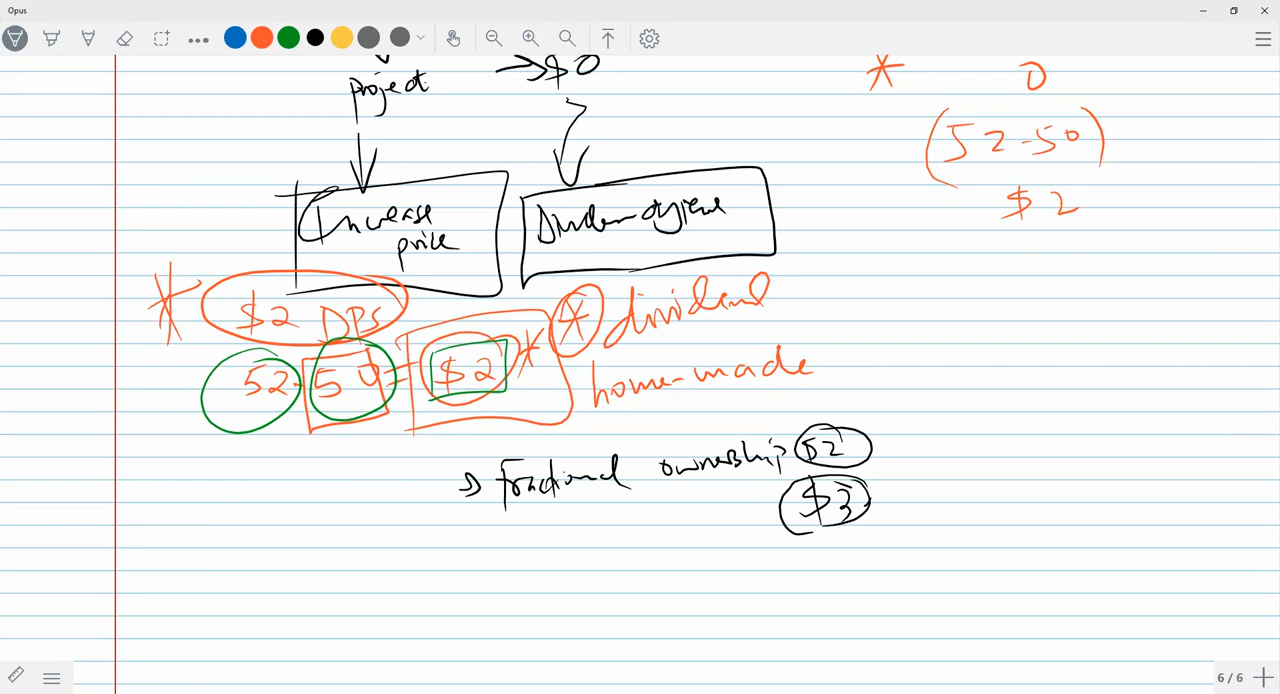 Opus
project
→ $0
* 0
(52-50)
$2
Increase
price
* $2 DPS
* dividend
52-50=$2*
home-made
→ fractional ownership $2
$3
6/6